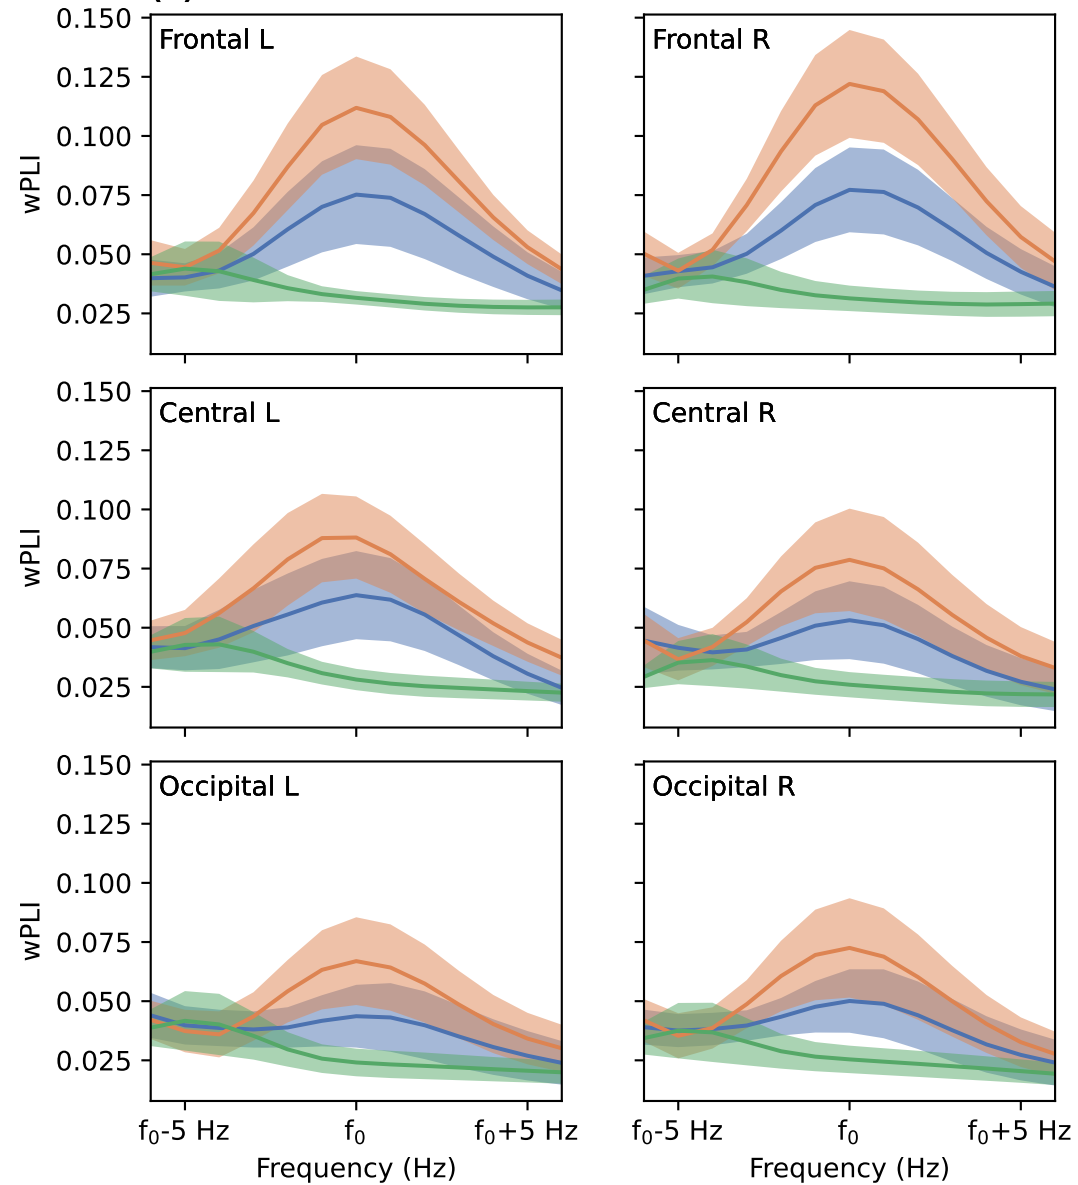 Frontal L
Frontal R
0.150
0.125
0.100
0.075
0.050
0.025
wPLI
Central L
Central R
0.150
0.125
0.100
0.075
0.050
0.025
wPLI
Occipital L
Occipital R
0.150
0.125
0.100
0.075
0.050
0.025
wPLI
f₀-5 Hz f₀ f₀+5 Hz
f₀-5 Hz f₀ f₀+5 Hz
Frequency (Hz)
Frequency (Hz)